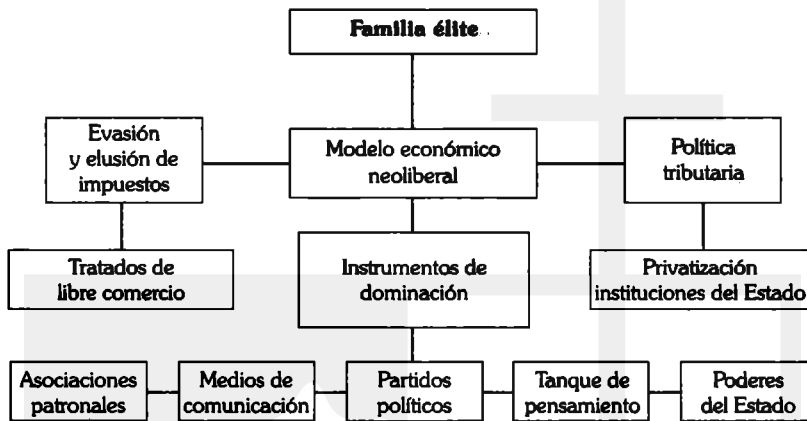 Familia élite
Evasión
y elusión de
impuestos
Modelo económico
neoliberal
Política
tributaria
Tratados de
libre comercio
Instrumentos de
dominación
Privatización
instituciones del Estado
Asociaciones
patronales
Medios de
comunicación
Partidos
políticos
Tanque de
pensamiento
Poderes
del Estado